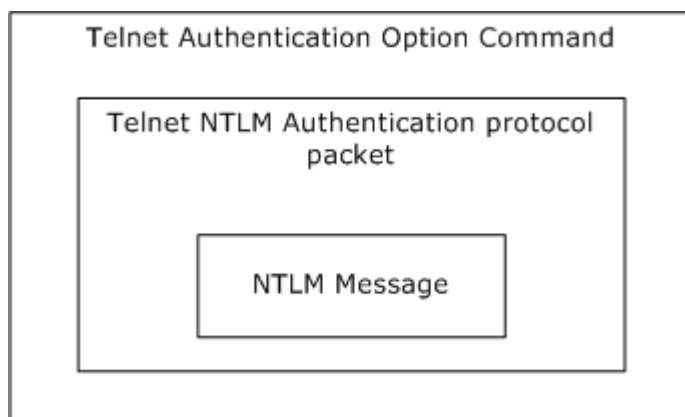 Telnet Authentication Option Command
Telnet NTLM Authentication protocol
packet
NTLM Message